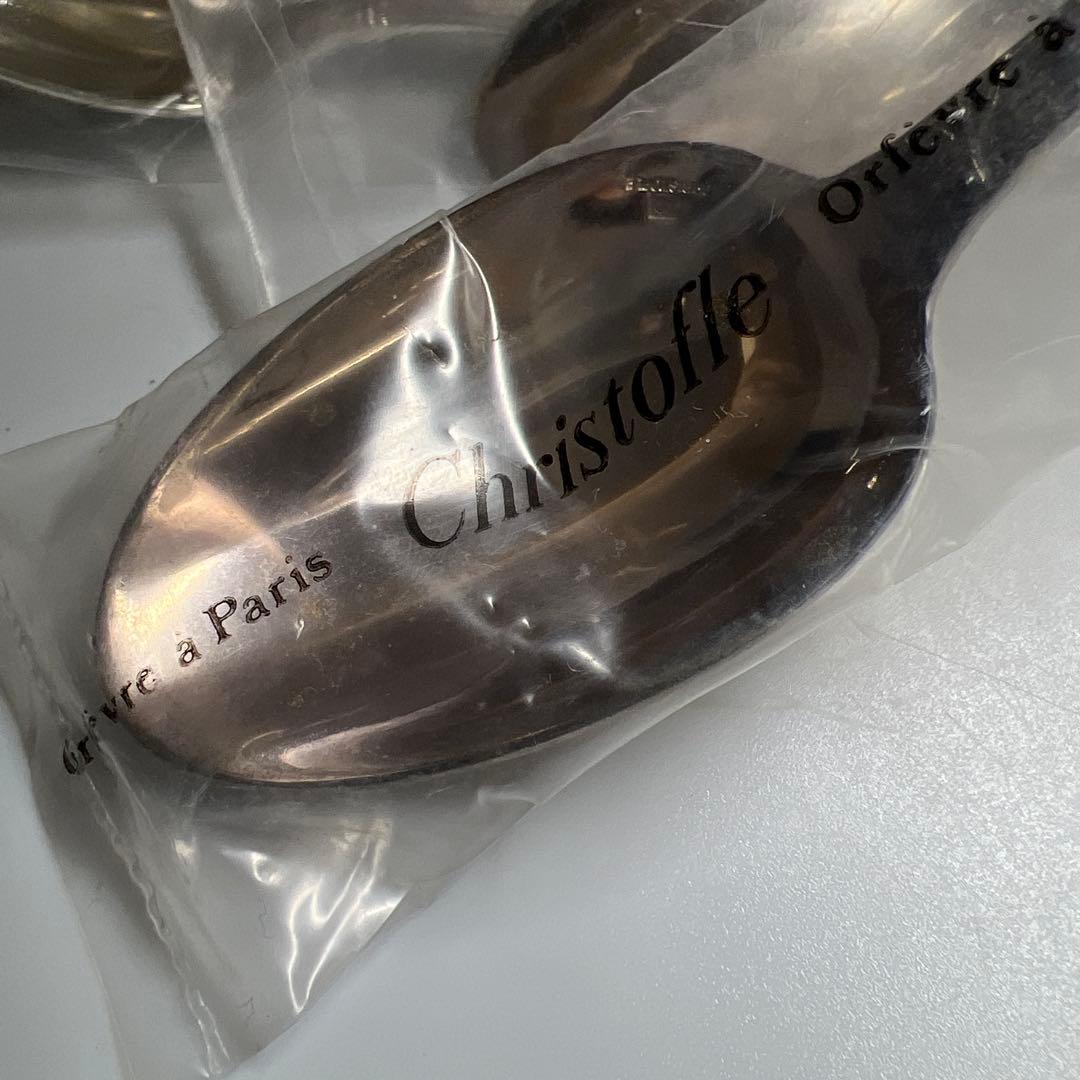 Orfèvre à
Christofle
Orfèvre à Paris